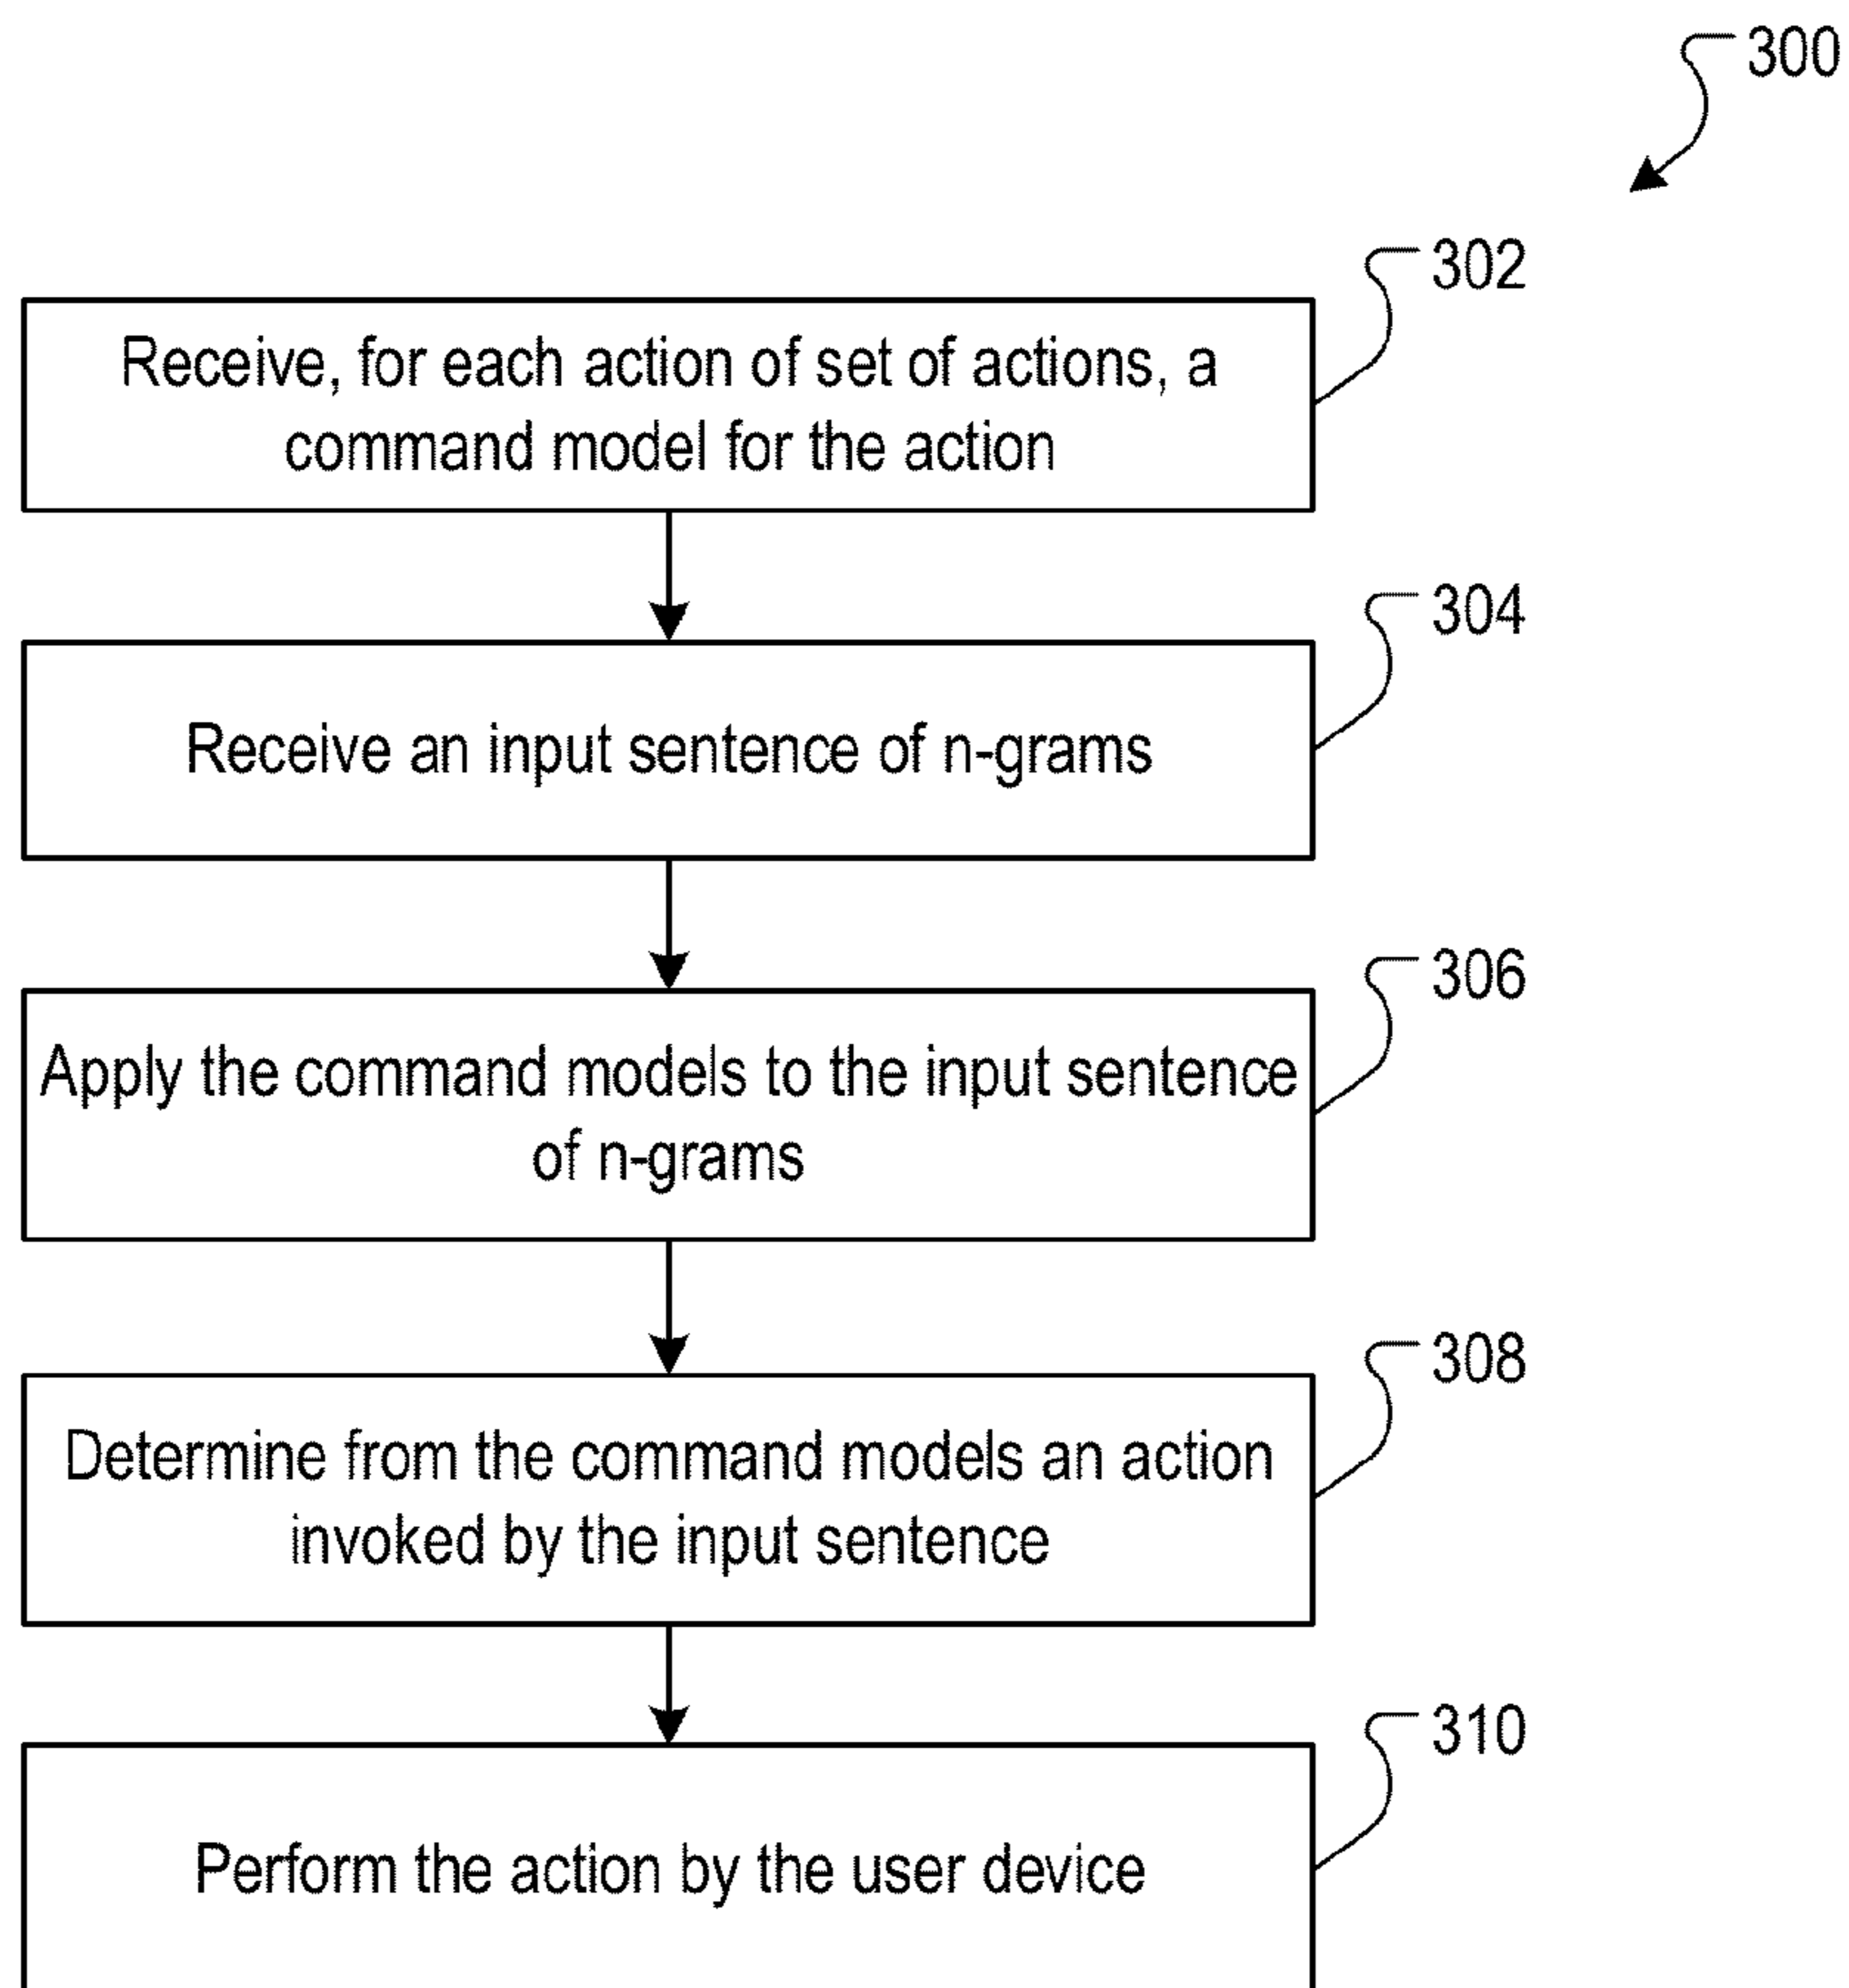 300
302
Receive, for each action of set of actions, a
command model for the action
304
Receive an input sentence of n-grams
306
Apply the command models to the input sentence
of n-grams
308
Determine from the command models an action
invoked by the input sentence
310
Perform the action by the user device